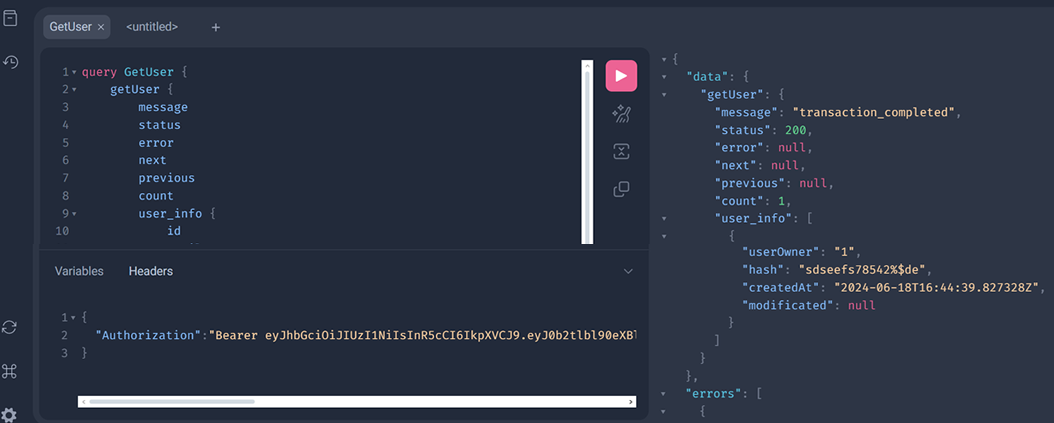 GetUser ×
<untitled>
+
1 query GetUser {
2 getUser {
3 message
4 status
5 error
6 next
7 previous
8 count
9 user_info {
10 id
Variables Headers
1 {
2 "Authorization":"Bearer eyJhbGciOiJIUzI1NiIsInR5cCI6IkpXVCJ9.eyJ0b2tlbl90eXBl
3 }
{
"data": {
"getUser": {
"message": "transaction_completed",
"status": 200,
"error": null,
"next": null,
"previous": null,
"count": 1,
"user_info": [
{
"userOwner": "1",
"hash": "sdseefs78542%$de",
"createdAt": "2024-06-18T16:44:39.827328Z",
"modificated": null
}
]
}
},
"errors": [
{